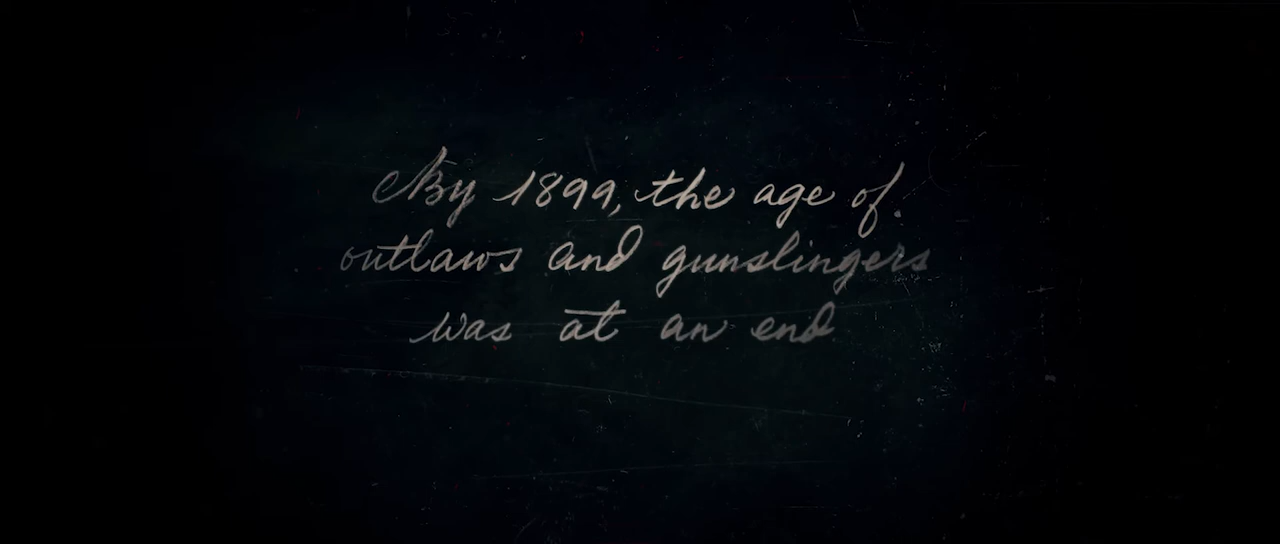 By 1899, the age of
outlaws and gunslingers
was at an end